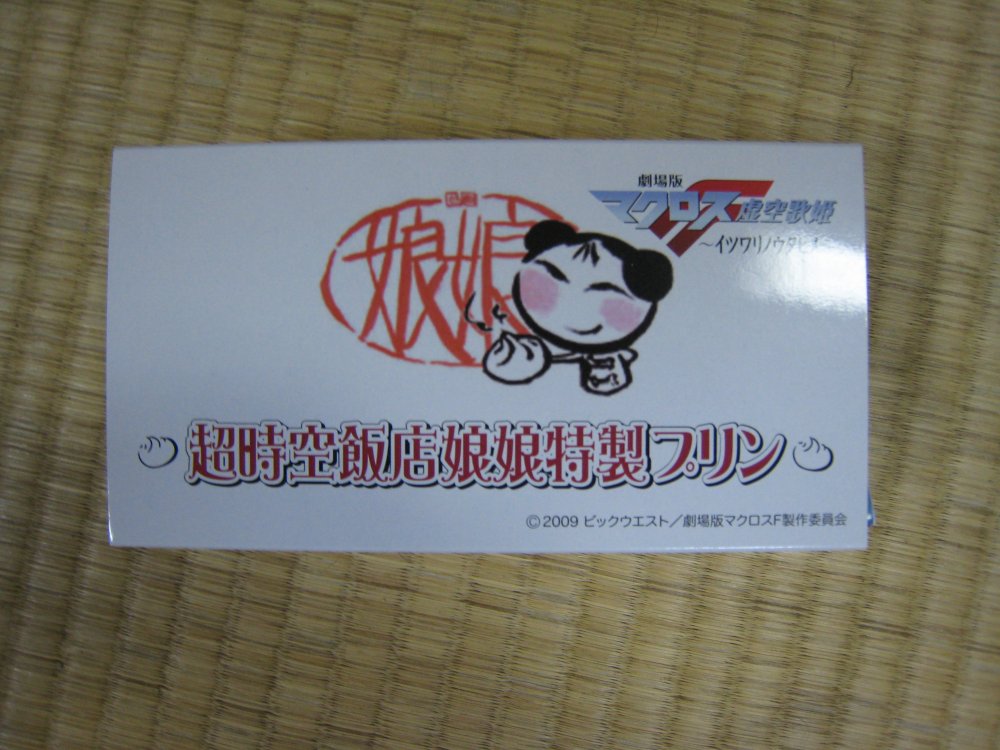 劇場版
マクロスF 虚空歌姫
~イツワリノウタヒメ~
娘娘
超時空飯店娘娘特製プリン
©2009 ビックウエスト/劇場版マクロスF製作委員会